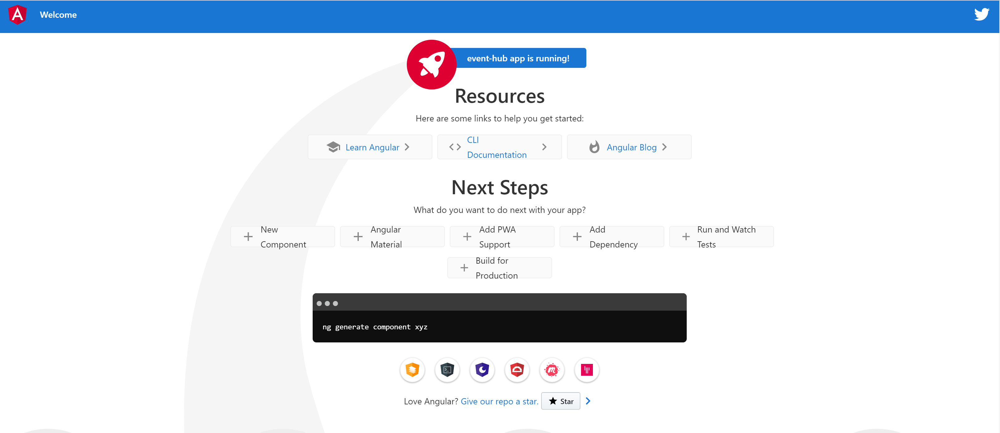 Welcome
event-hub app is running!
Resources
Here are some links to help you get started:
Learn Angular
CLI
Documentation
Angular Blog
Next Steps
What do you want to do next with your app?
New
Component
Angular
Material
Add PWA
Support
Add
Dependency
Run and Watch
Tests
Build for
Production
ng generate component xyz
Love Angular? Give our repo a star. Star